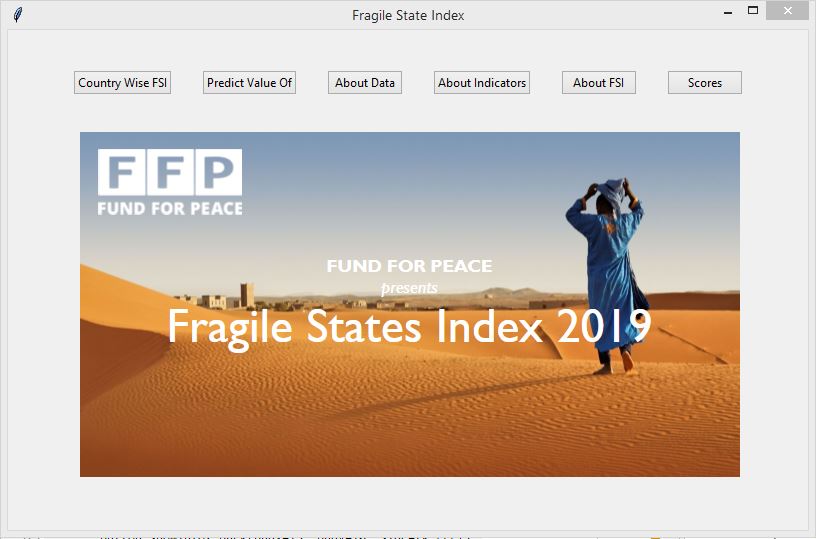 Fragile State Index
Country Wise FSI
Predict Value Of
About Data
About Indicators
About FSI
Scores
FFP
FUND FOR PEACE
FUND FOR PEACE
presents
Fragile States Index 2019